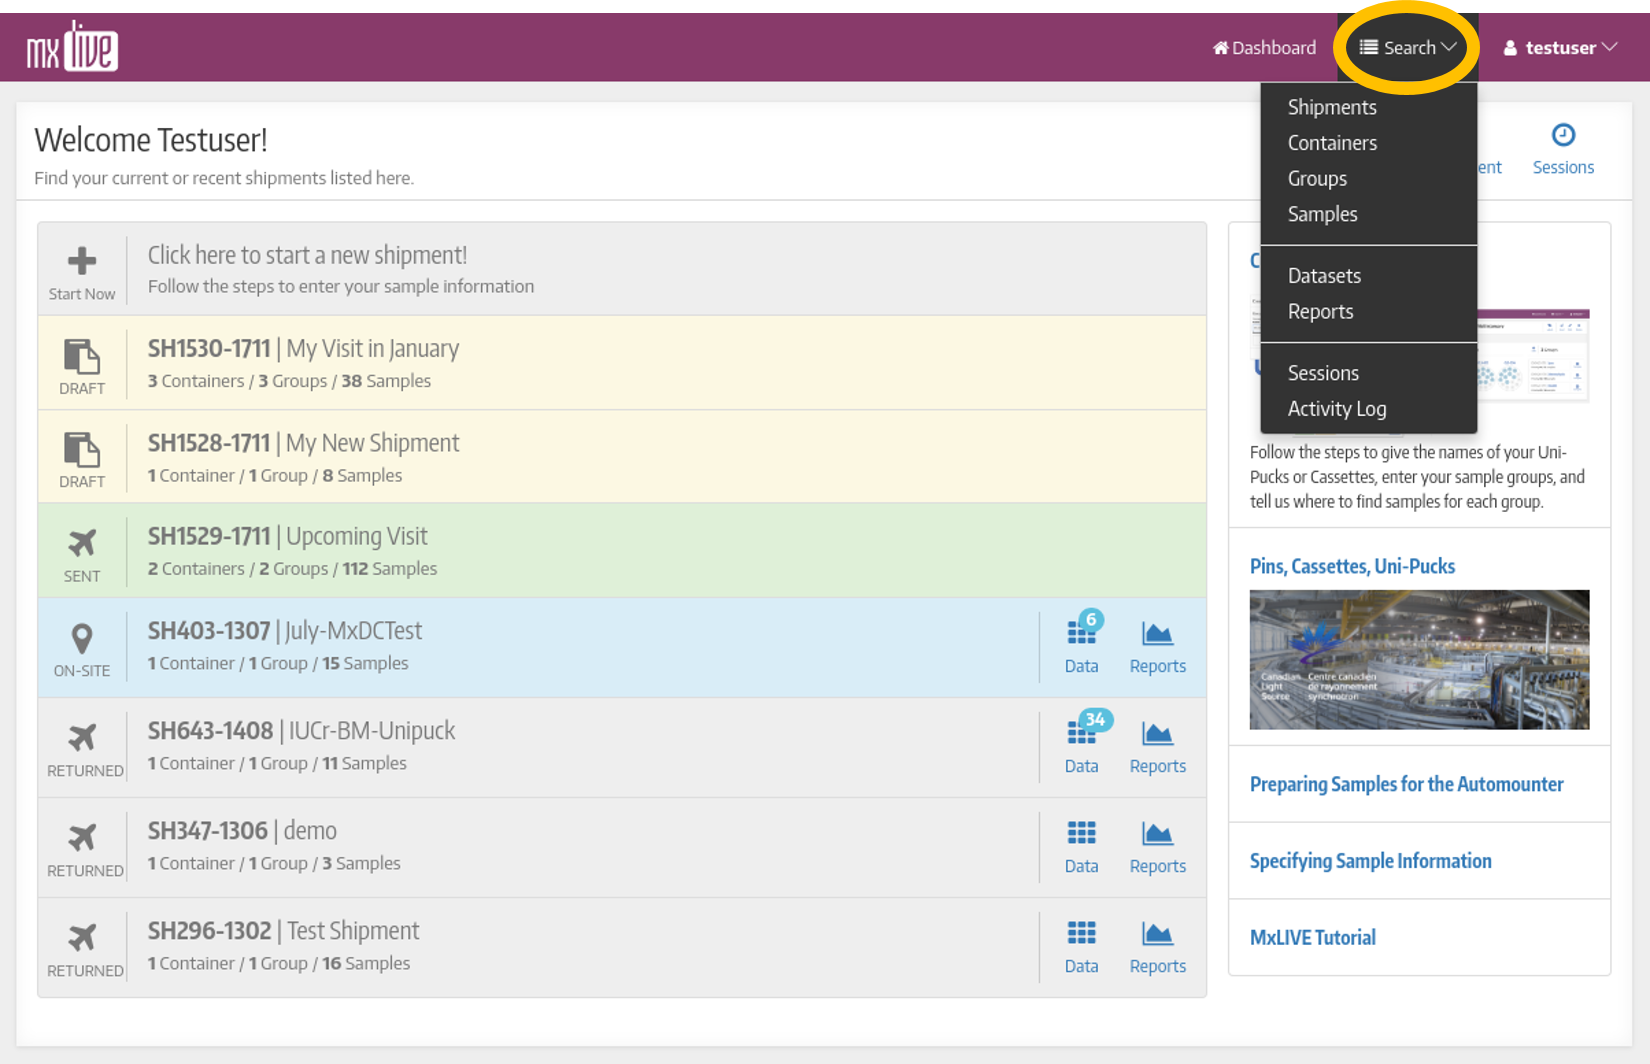 mxlive
Dashboard
Search
testuser
Shipments
Containers
Groups
Samples
Datasets
Reports
Sessions
Activity Log
Welcome Testuser!
Find your current or recent shipments listed here.
Sessions
Start Now
Click here to start a new shipment!
Follow the steps to enter your sample information
DRAFT
SH1530-1711 | My Visit in January
3 Containers / 3 Groups / 38 Samples
DRAFT
SH1528-1711 | My New Shipment
1 Container / 1 Group / 8 Samples
SENT
SH1529-1711 | Upcoming Visit
2 Containers / 2 Groups / 112 Samples
ON-SITE
SH403-1307 | July-MxDCTest
1 Container / 1 Group / 15 Samples
6
Data
Reports
RETURNED
SH643-1408 | IUCr-BM-Unipuck
1 Container / 1 Group / 11 Samples
34
Data
Reports
RETURNED
SH347-1306 | demo
1 Container / 1 Group / 3 Samples
Data
Reports
RETURNED
SH296-1302 | Test Shipment
1 Container / 1 Group / 16 Samples
Data
Reports
Follow the steps to give the names of your Uni-
Pucks or Cassettes, enter your sample groups, and
tell us where to find samples for each group.
Pins, Cassettes, Uni-Pucks
Canadian Centre canadien
Light de rayonnement
Source synchrotron
Preparing Samples for the Automounter
Specifying Sample Information
MxLIVE Tutorial